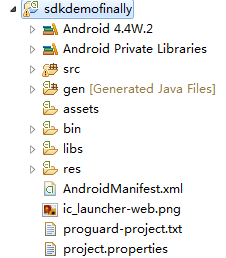 sdkdemofinally
Android 4.4W.2
Android Private Libraries
src
gen [Generated Java Files]
assets
bin
libs
res
AndroidManifest.xml
ic_launcher-web.png
proguard-project.txt
project.properties